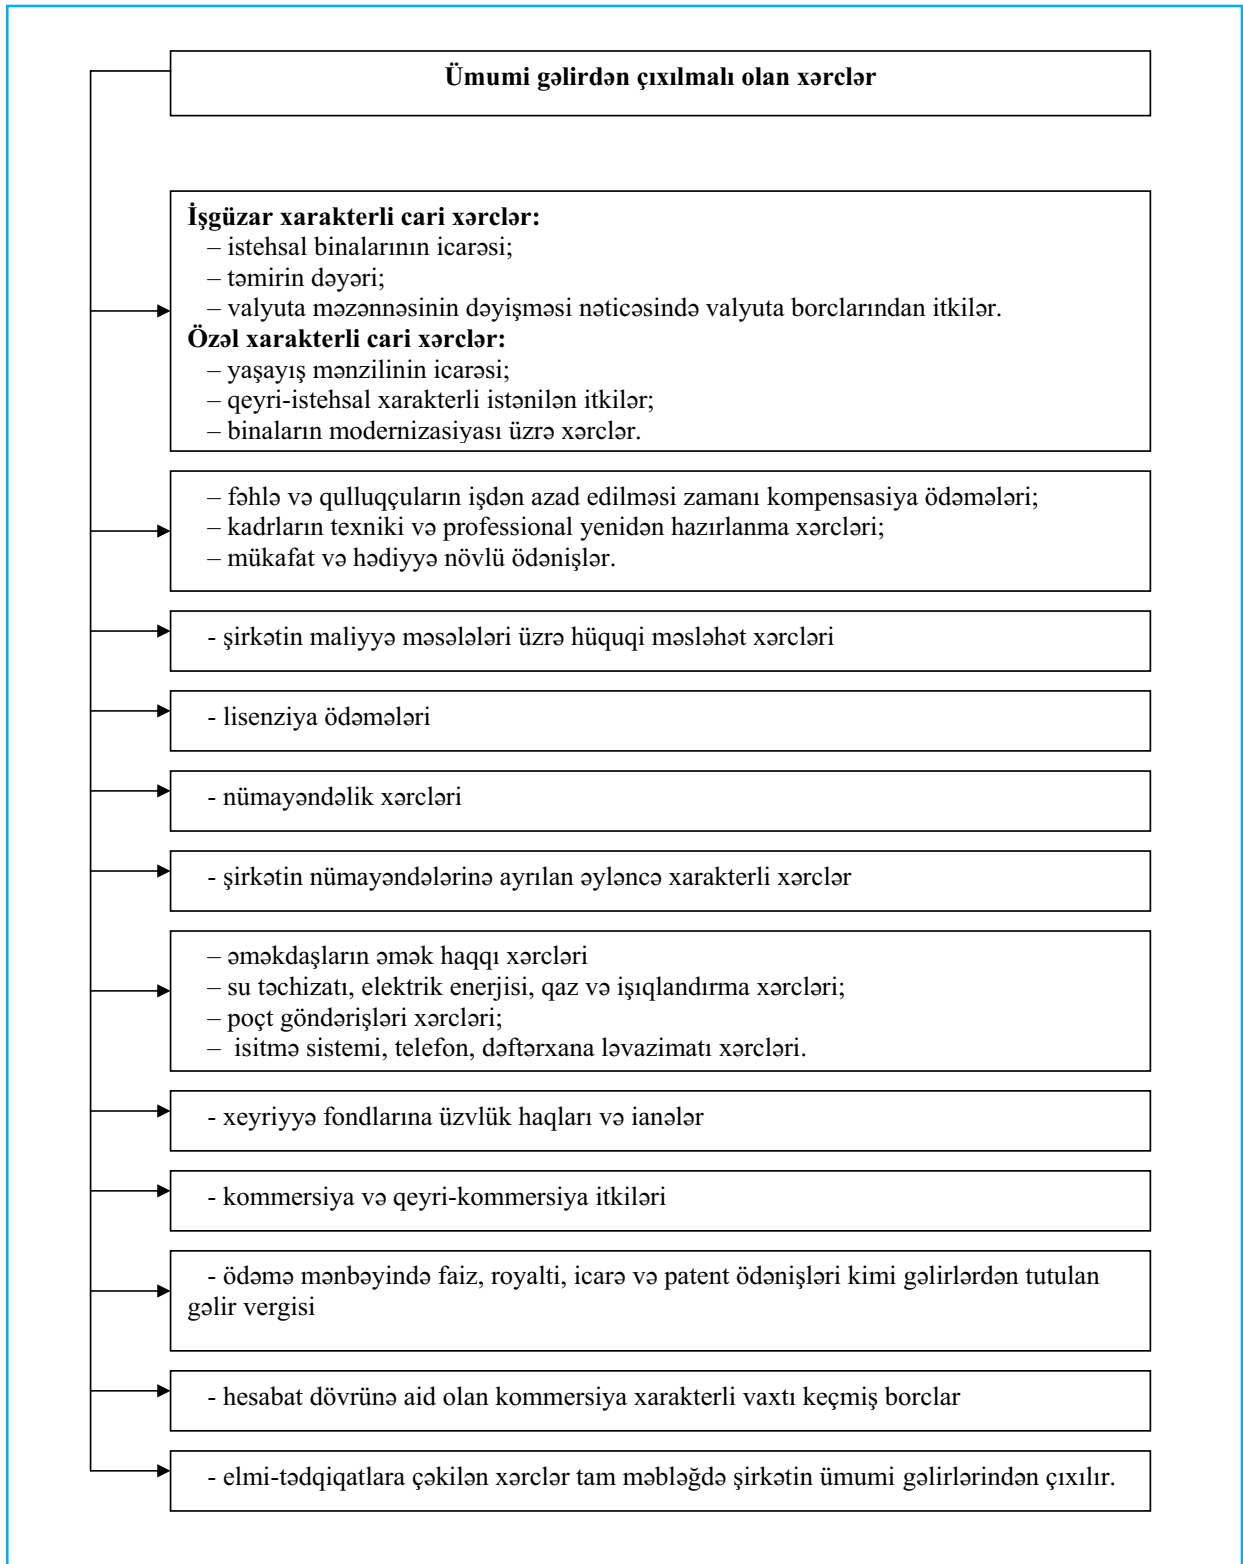 Ümumi gəlirdən çıxılmalı olan xərclər
İşgüzar xarakterli cari xərclər:
– istehsal binalarının icarəsi;
– təmirin dəyəri;
– valyuta məzənnəsinin dəyişməsi nəticəsində valyuta borclarından itkilər.
Özəl xarakterli cari xərclər:
– yaşayış mənzilinin icarəsi;
– qeyri-istehsal xarakterli istənilən itkilər;
– binaların modernizasiyası üzrə xərclər.
– fəhlə və qulluqçuların işdən azad edilməsi zamanı kompensasiya ödəmələri;
– kadrların texniki və professional yenidən hazırlanma xərcləri;
– mükafat və hədiyyə növlü ödənişlər.
- şirkətin maliyyə məsələləri üzrə hüquqi məsləhət xərcləri
- lisenziya ödəmələri
- nümayəndəlik xərcləri
- şirkətin nümayəndələrinə ayrılan əyləncə xarakterli xərclər
– əməkdaşların əmək haqqı xərcləri
– su təchizatı, elektrik enerjisi, qaz və işıqlandırma xərcləri;
– poçt göndərişləri xərcləri;
– isitmə sistemi, telefon, dəftərxana ləvazimatı xərcləri.
- xeyriyyə fondlarına üzvlük haqları və ianələr
- kommersiya və qeyri-kommersiya itkiləri
- ödəmə mənbəyində faiz, royalti, icarə və patent ödənişləri kimi gəlirlərdən tutulan
gəlir vergisi
- hesabat dövrünə aid olan kommersiya xarakterli vaxtı keçmiş borclar
- elmi-tədqiqatlara çəkilən xərclər tam məbləğdə şirkətin ümumi gəlirlərindən çıxılır.